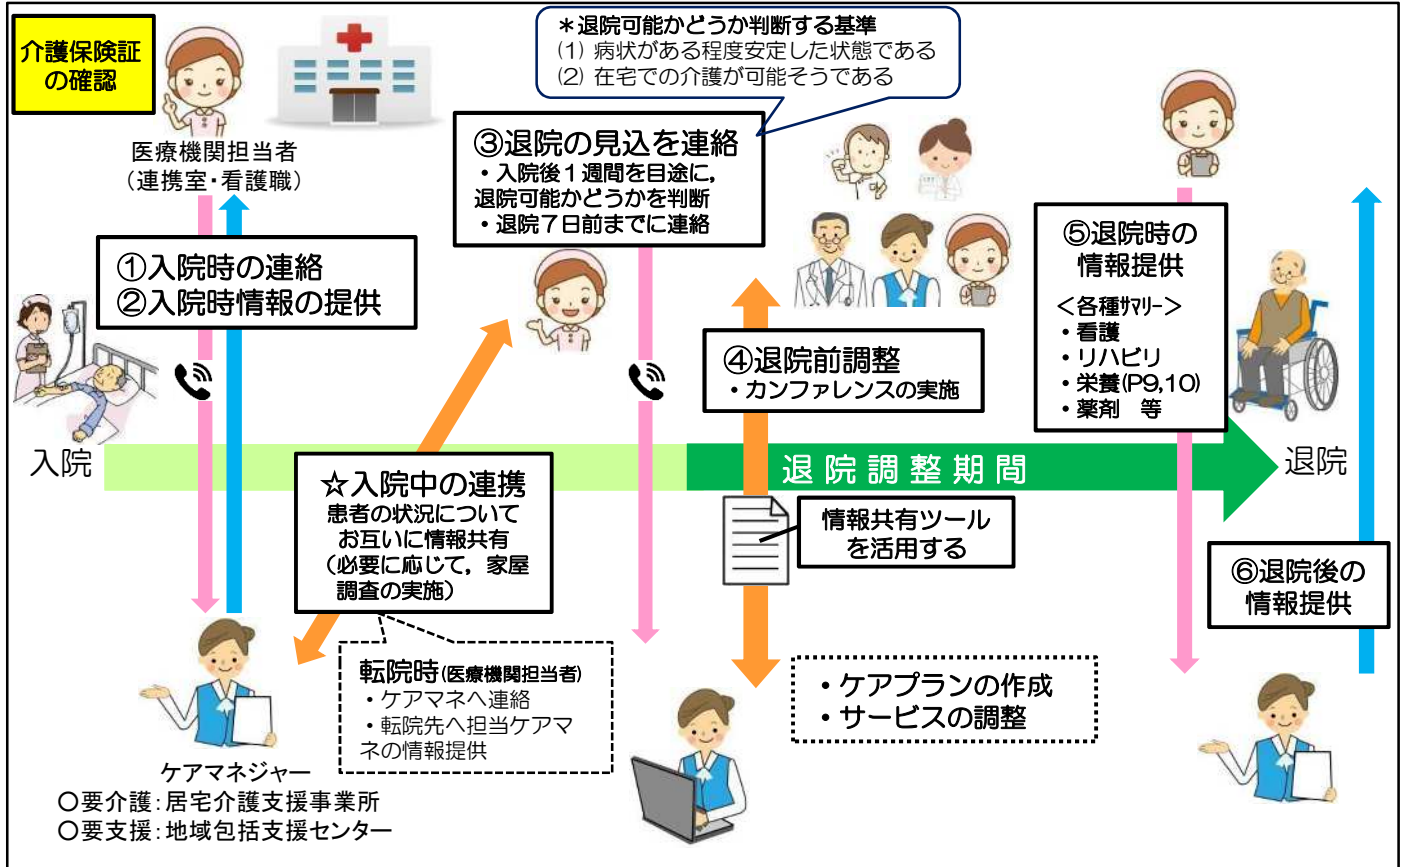 介護保険証
の確認
医療機関担当者
（連携室・看護職）
＊退院可能かどうか判断する基準
(1) 病状がある程度安定した状態である
(2) 在宅での介護が可能そうである
①入院時の連絡
②入院時情報の提供
③退院の見込を連絡
・入院後１週間を目途に，
退院可能かどうかを判断
・退院７日前までに連絡
④退院前調整
・カンファレンスの実施
⑤退院時の
情報提供
＜各種ｻﾏﾘｰ＞
・看護
・リハビリ
・栄養(P9,10)
・薬剤　等
入院
退院調整期間
退院
☆入院中の連携
患者の状況について
お互いに情報共有
（必要に応じて，家屋
調査の実施）
情報共有ツール
を活用する
⑥退院後の
情報提供
転院時(医療機関担当者)
・ケアマネへ連絡
・転院先へ担当ケアマ
ネの情報提供
・ケアプランの作成
・サービスの調整
ケアマネジャー
○要介護：居宅介護支援事業所
○要支援：地域包括支援センター